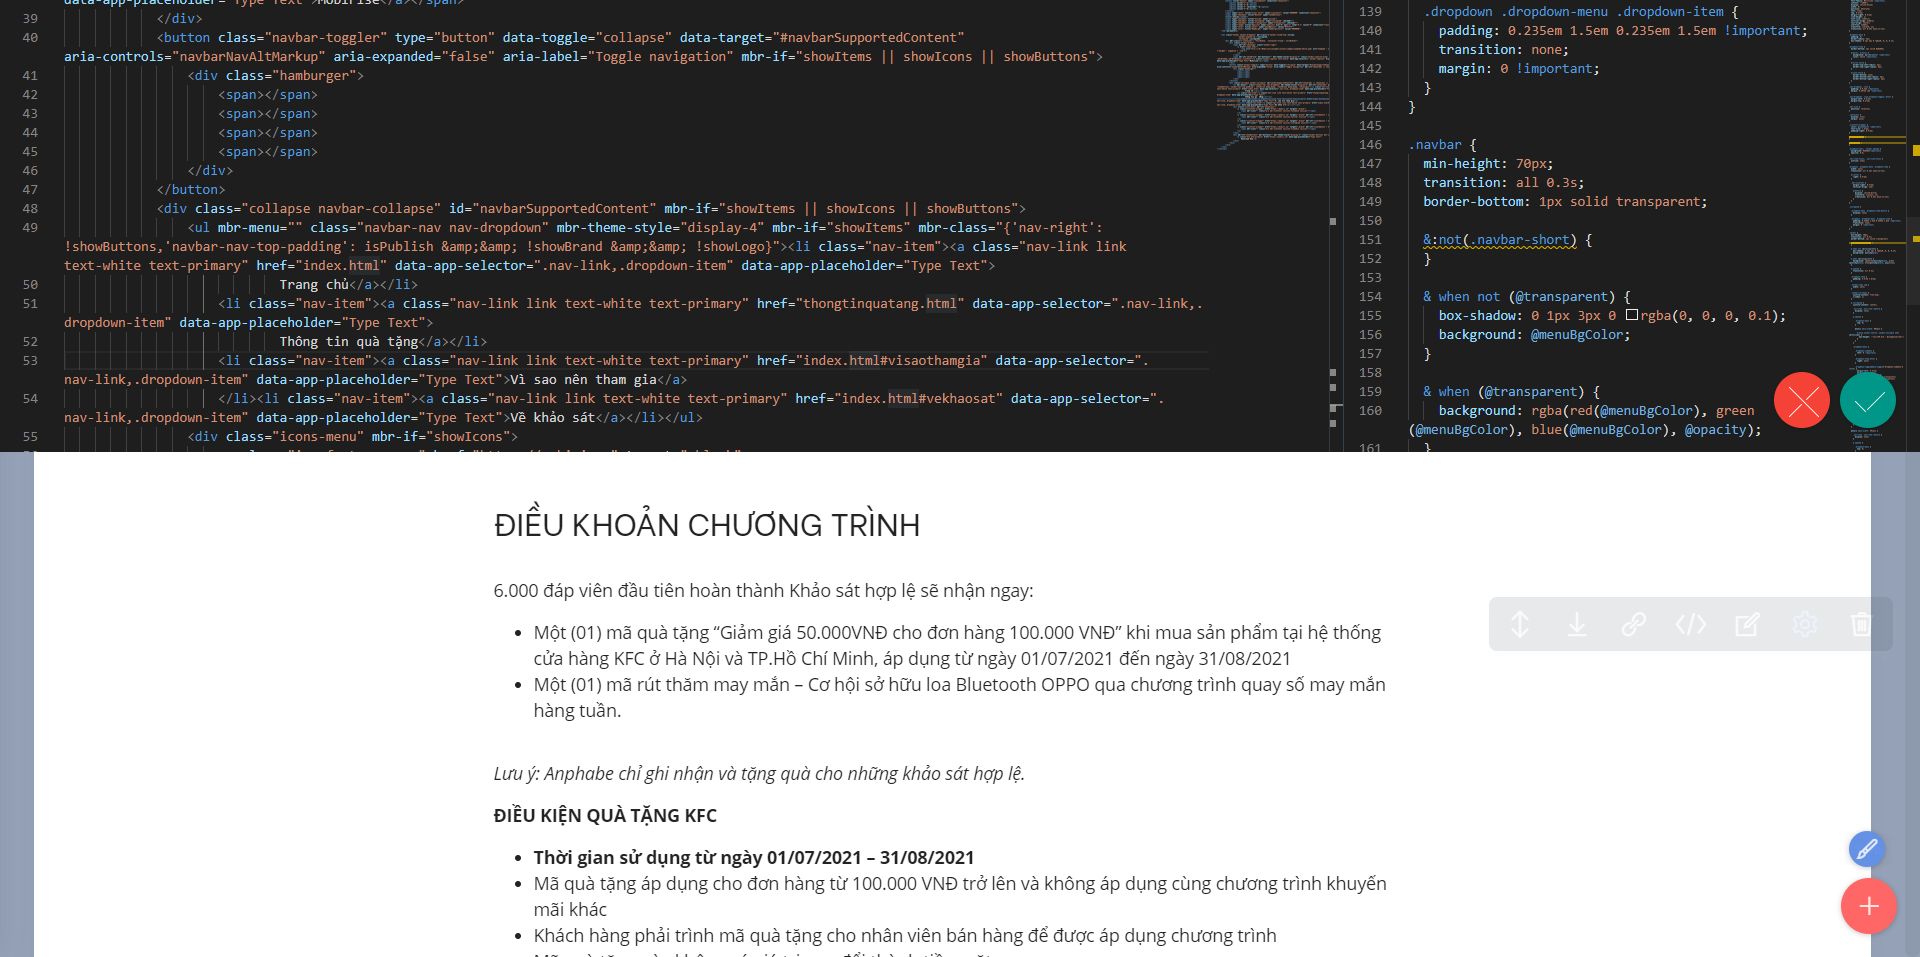 data-app-placeholder="Type Text">Mobirise</a></span>
39 </div>
40 <button class="navbar-toggler" type="button" data-toggle="collapse" data-target="#navbarSupportedContent"
aria-controls="navbarNavAltMarkup" aria-expanded="false" aria-label="Toggle navigation" mbr-if="showItems || showIcons || showButtons">
41 <div class="hamburger">
42 <span></span>
43 <span></span>
44 <span></span>
45 <span></span>
46 </div>
47 </button>
48 <div class="collapse navbar-collapse" id="navbarSupportedContent" mbr-if="showItems || showIcons || showButtons">
49 <ul mbr-menu="" class="navbar-nav nav-dropdown" mbr-theme-style="display-4" mbr-if="showItems" mbr-class="{'nav-right':
!showButtons,'navbar-nav-top-padding': isPublish &amp;&amp; !showBrand &amp;&amp; !showLogo}"><li class="nav-item"><a class="nav-link link
text-white text-primary" href="index.html" data-app-selector=".nav-link,.dropdown-item" data-app-placeholder="Type Text">
50 Trang chủ</a></li>
51 <li class="nav-item"><a class="nav-link link text-white text-primary" href="thongtinquatang.html" data-app-selector=".nav-link,.
dropdown-item" data-app-placeholder="Type Text">
52 Thông tin quà tặng</a></li>
53 <li class="nav-item"><a class="nav-link link text-white text-primary" href="index.html#visaothamgia" data-app-selector=".
nav-link,.dropdown-item" data-app-placeholder="Type Text">Vì sao nên tham gia</a>
54 </li><li class="nav-item"><a class="nav-link link text-white text-primary" href="index.html#vekhaosat" data-app-selector=".
nav-link,.dropdown-item" data-app-placeholder="Type Text">Về khảo sát</a></li></ul>
55 <div class="icons-menu" mbr-if="showIcons">
139 .dropdown .dropdown-menu .dropdown-item {
140 padding: 0.235em 1.5em 0.235em 1.5em !important;
141 transition: none;
142 margin: 0 !important;
143 }
144 }
145
146 .navbar {
147 min-height: 70px;
148 transition: all 0.3s;
149 border-bottom: 1px solid transparent;
150
151 &:not(.navbar-short) {
152 }
153
154 & when not (@transparent) {
155 box-shadow: 0 1px 3px 0 rgba(0, 0, 0, 0.1);
156 background: @menuBgColor;
157 }
158
159 & when (@transparent) {
160 background: rgba(red(@menuBgColor), green
(@menuBgColor), blue(@menuBgColor), @opacity);
161 }
ĐIỀU KHOẢN CHƯƠNG TRÌNH
6.000 đáp viên đầu tiên hoàn thành Khảo sát hợp lệ sẽ nhận ngay:
• Một (01) mã quà tặng “Giảm giá 50.000VNĐ cho đơn hàng 100.000 VNĐ” khi mua sản phẩm tại hệ thống
cửa hàng KFC ở Hà Nội và TP.Hồ Chí Minh, áp dụng từ ngày 01/07/2021 đến ngày 31/08/2021
• Một (01) mã rút thăm may mắn – Cơ hội sở hữu loa Bluetooth OPPO qua chương trình quay số may mắn
hàng tuần.
Lưu ý: Anphabe chỉ ghi nhận và tặng quà cho những khảo sát hợp lệ.
ĐIỀU KIỆN QUÀ TẶNG KFC
• Thời gian sử dụng từ ngày 01/07/2021 – 31/08/2021
• Mã quà tặng áp dụng cho đơn hàng từ 100.000 VNĐ trở lên và không áp dụng cùng chương trình khuyến
mãi khác
• Khách hàng phải trình mã quà tặng cho nhân viên bán hàng để được áp dụng chương trình